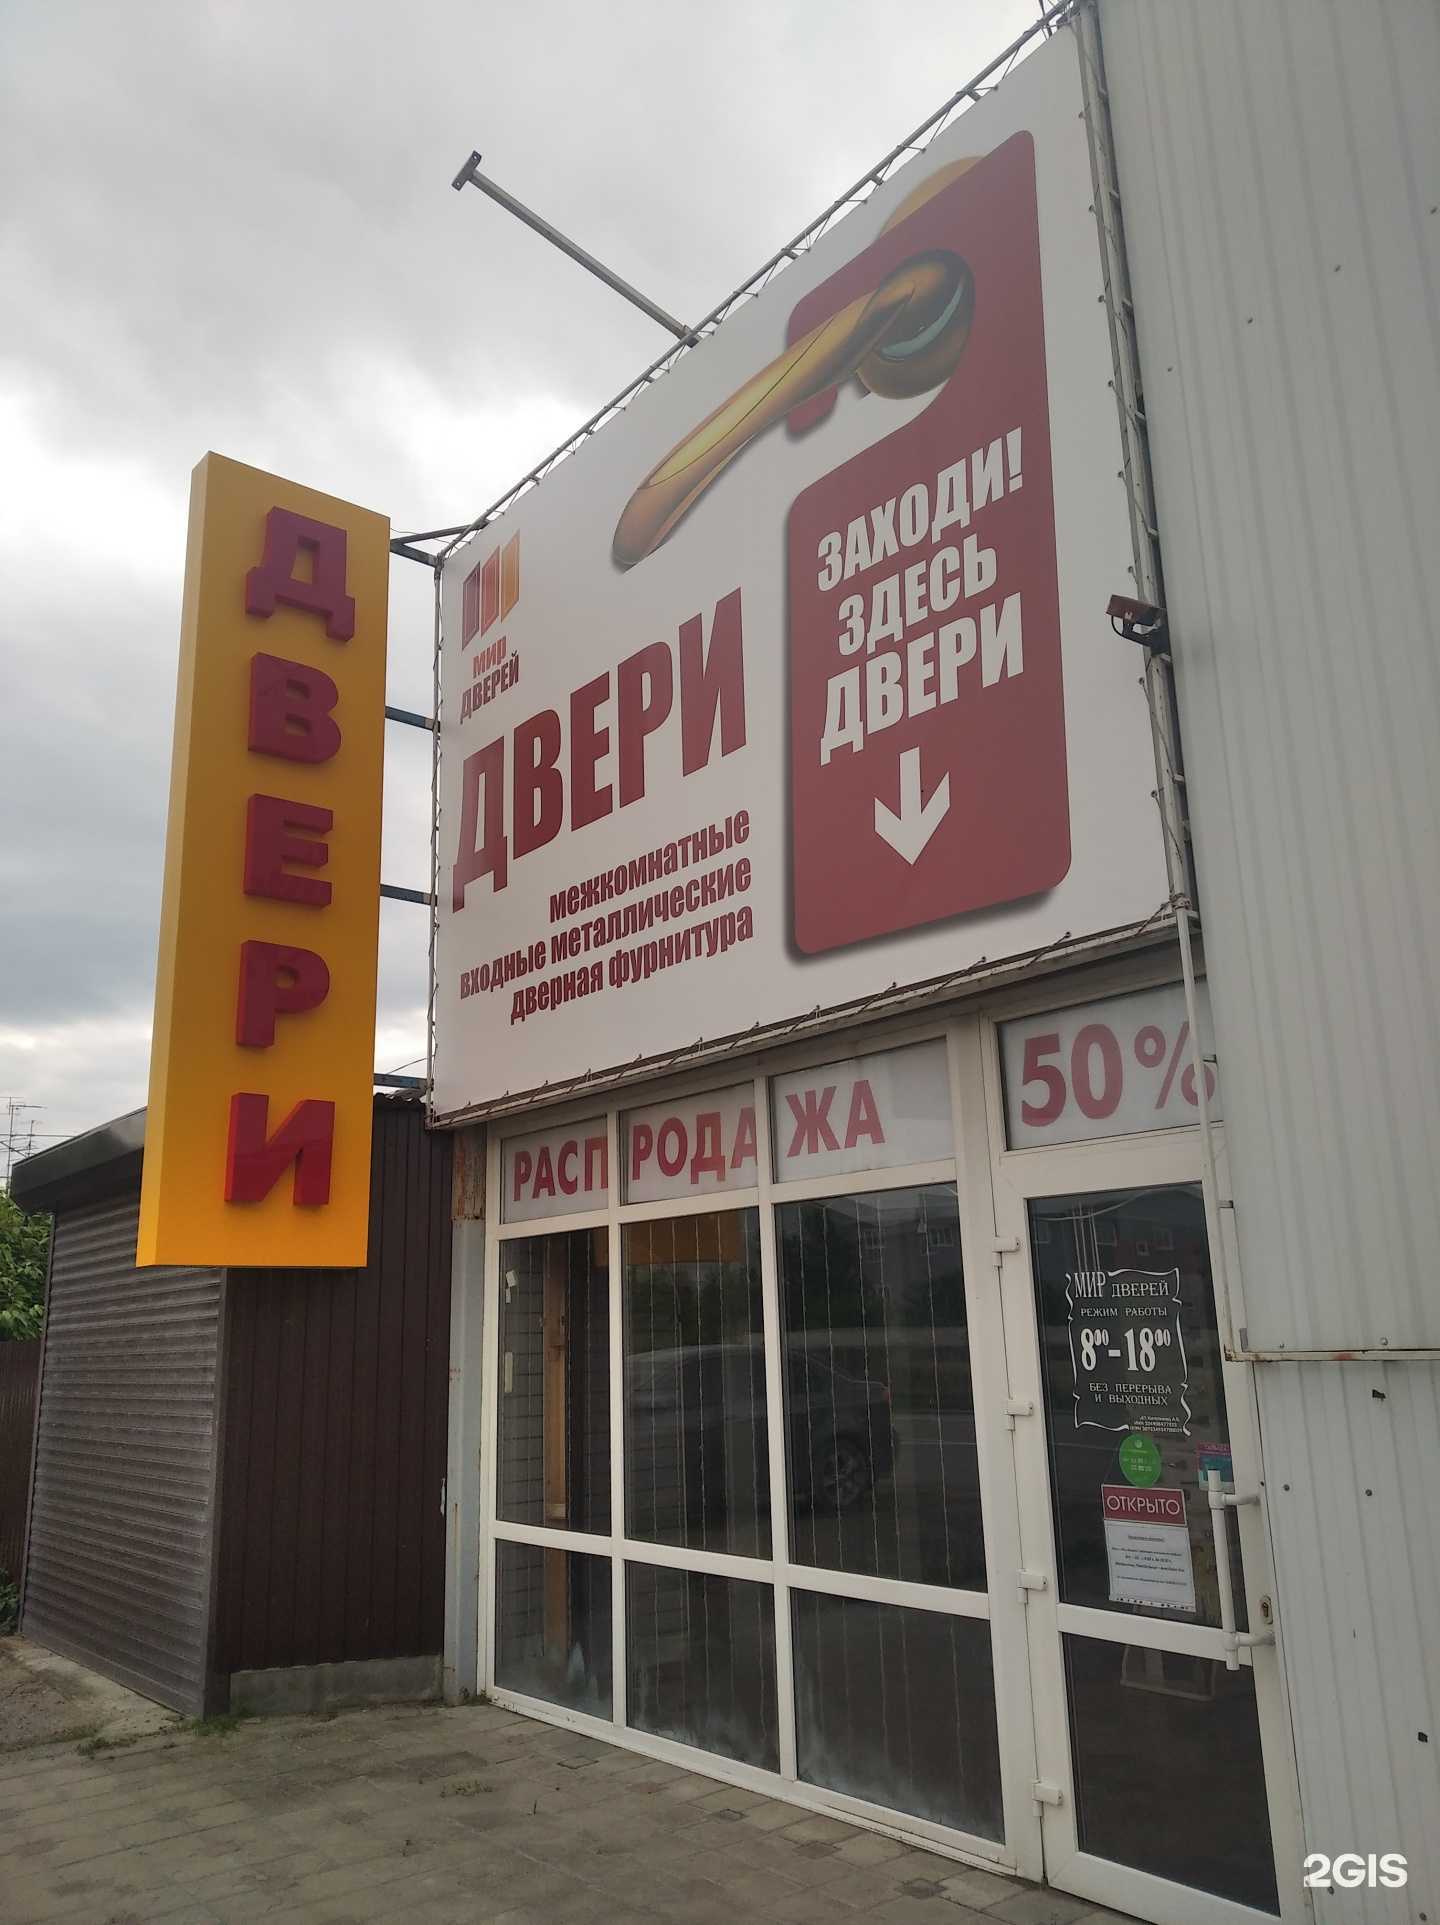 ДВЕРИ
МИР
ДВЕРЕЙ
ДВЕРИ
межкомнатные
входные металлические
дверная фурнитура
ЗАХОДИ!
ЗДЕСЬ
ДВЕРИ
РАСПРОДАЖА
50%
МИР ДВЕРЕЙ
РЕЖИМ РАБОТЫ
8⁰⁰-18⁰⁰
БЕЗ ПЕРЕРЫВА
И ВЫХОДНЫХ
ОТКРЫТО
2GIS